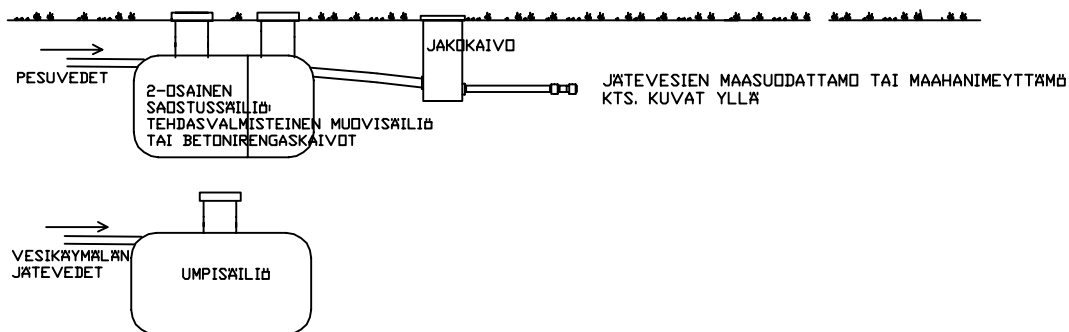 JAKOKAIVO
PESUVEDET
2-OSAINEN
SAOSTUSSÄILIÖ:
TEHDASVALMISTEINEN MUOVISÄILIÖ
TAI BETONIRENGASKAIVOT
JÄTEVESIEN MAASUODATTAMO TAI MAAHANIMEYTTÄMÖ
KTS. KUVAT YLLÄ
VESIKÄYMÄLÄN
JÄTEVEDET
UMPISÄILIÖ